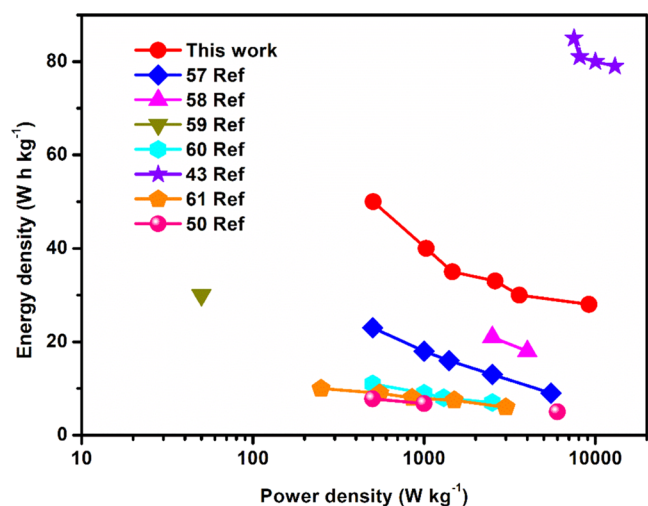 80
60
40
20
0
Energy density (W h kg⁻¹)
This work
57 Ref
58 Ref
59 Ref
60 Ref
43 Ref
61 Ref
50 Ref
10
100
1000
10000
Power density (W kg⁻¹)